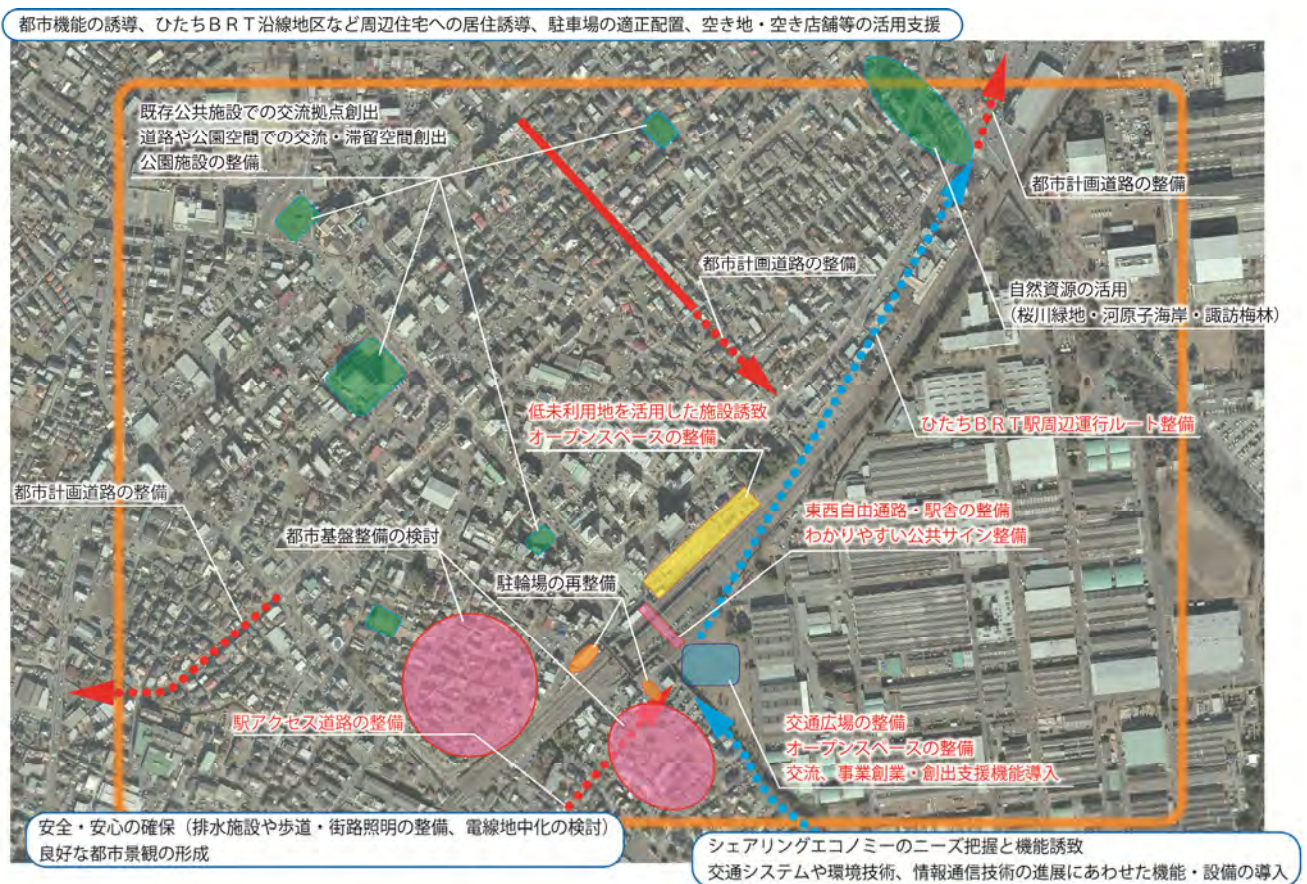 都市機能の誘導、ひたちＢＲＴ沿線地区など周辺住宅への居住誘導、駐車場の適正配置、空き地・空き店舗等の活用支援
既存公共施設での交流拠点創出
道路や公園空間での交流・滞留空間創出
公園施設の整備
都市計画道路の整備
都市計画道路の整備
自然資源の活用
（桜川緑地・河原子海岸・諏訪梅林）
低未利用地を活用した施設誘致
オープンスペースの整備
ひたちＢＲＴ駅周辺運行ルート整備
都市計画道路の整備
東西自由通路・駅舎の整備
わかりやすい公共サイン整備
都市基盤整備の検討
駐輪場の再整備
駅アクセス道路の整備
交通広場の整備
オープンスペースの整備
交流、事業創業・創出支援機能導入
安全・安心の確保（排水施設や歩道・街路照明の整備、電線地中化の検討）
良好な都市景観の形成
シェアリングエコノミーのニーズ把握と機能誘致
交通システムや環境技術、情報通信技術の進展にあわせた機能・設備の導入